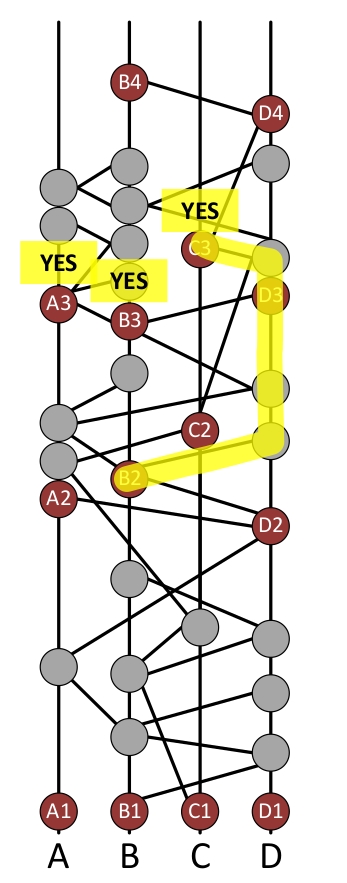 B4
D4
YES
C3
YES
YES
A3
D3
B3
C2
B2
A2
D2
A1 B1 C1 D1
A B C D